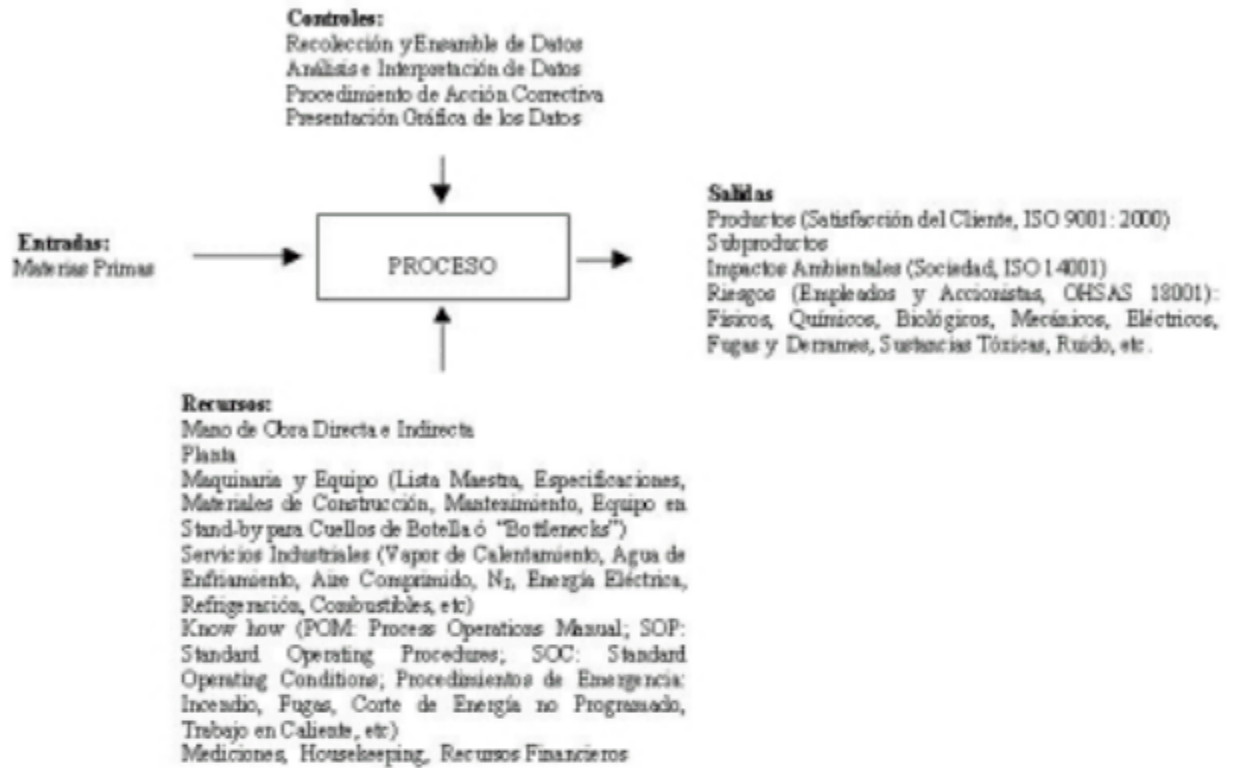 Controles:
Recolección y Ensamble de Datos
Análisis e Interpretación de Datos
Procedimiento de Acción Correctiva
Presentación Gráfica de los Datos
Entradas:
Materias Primas
PROCESO
Salidas
Productos (Satisfacción del Cliente, ISO 9001: 2000)
Subproductos
Impactos Ambientales (Sociedad, ISO 14001)
Riesgos (Empleados y Accionistas, OHSAS 18001):
Físicos, Químicos, Biológicos, Mecánicos, Eléctricos,
Fugas y Derrames, Sustancias Tóxicas, Ruido, etc.
Recursos:
Mano de Obra Directa e Indirecta
Planta
Maquinaria y Equipo (Lista Maestra, Especificaciones,
Materiales de Construcción, Mantenimiento, Equipo en
Stand-by para Cuellos de Botella ó "Bottlenecks")
Servicios Industriales (Vapor de Calentamiento, Agua de
Enfriamiento, Aire Comprimido, N₂, Energía Eléctrica,
Refrigeración, Combustibles, etc)
Know how (POM: Process Operations Manual; SOP:
Standard Operating Procedures; SOC: Standard
Operating Conditions; Procedimientos de Emergencia:
Incendio, Fugas, Corte de Energía no Programado,
Trabajo en Caliente, etc)
Mediciones, Housekeeping, Recursos Financieros